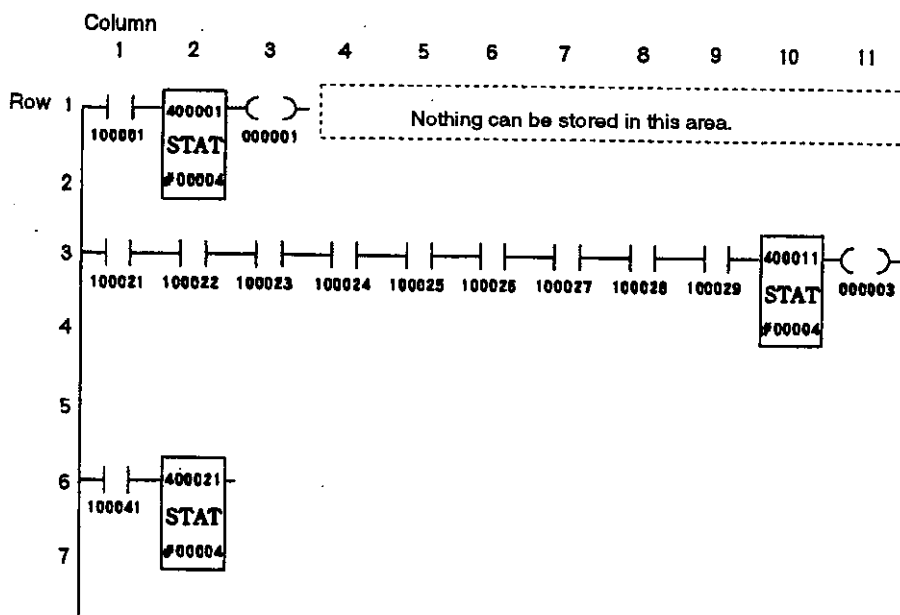 Column
1 2 3 4 5 6 7 8 9 10 11
Row 1
400001
Nothing can be stored in this area.
100001
STAT
000001
2
#00004
3
400011
100021 100022 100023 100024 100025 100026 100027 100028 100029
STAT
000003
4
#00004
5
6
400021
100041
STAT
7
#00004